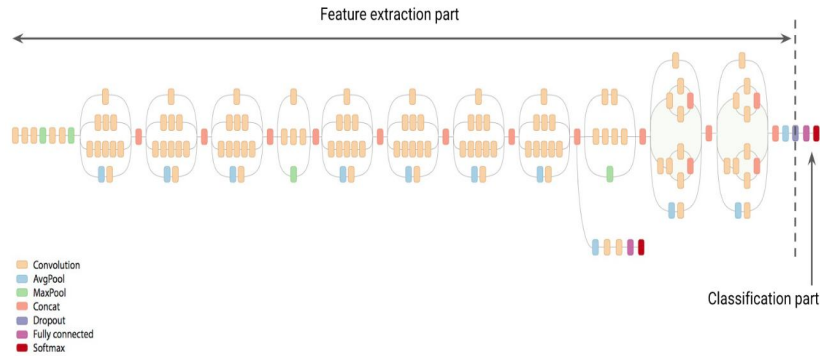 Feature extraction part
Convolution
AvgPool
MaxPool
Concat
Dropout
Fully connected
Softmax
Classification part